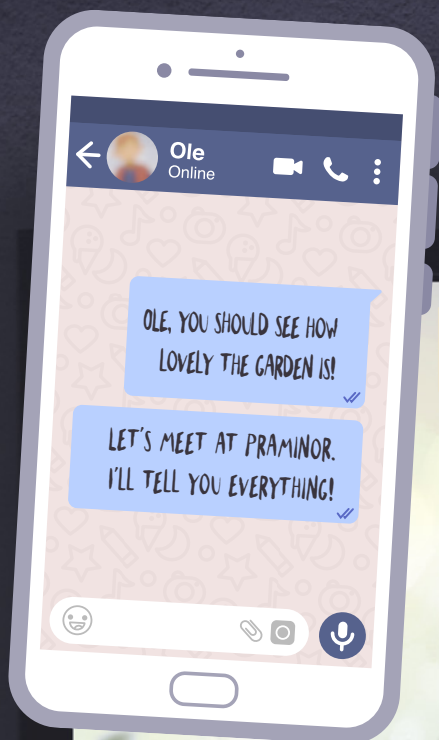 Ole
Online
OLE, YOU SHOULD SEE HOW
LOVELY THE GARDEN IS!
LET'S MEET AT PRAMINOR.
I'LL TELL YOU EVERYTHING!